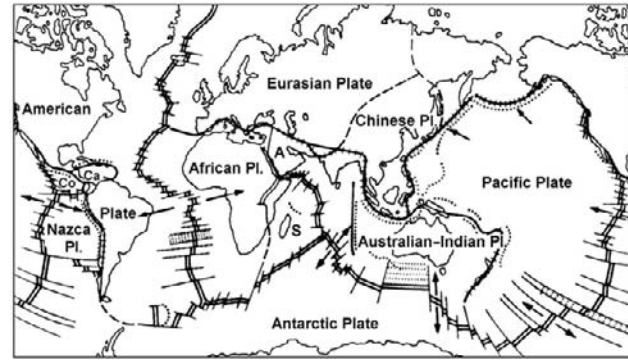 Eurasian Plate
American
Chinese Pl.
African Pl.
A
Ca
Co
Pacific Plate
Plate
Nazca
Pl.
S
Australian–Indian Pl.
Antarctic Plate